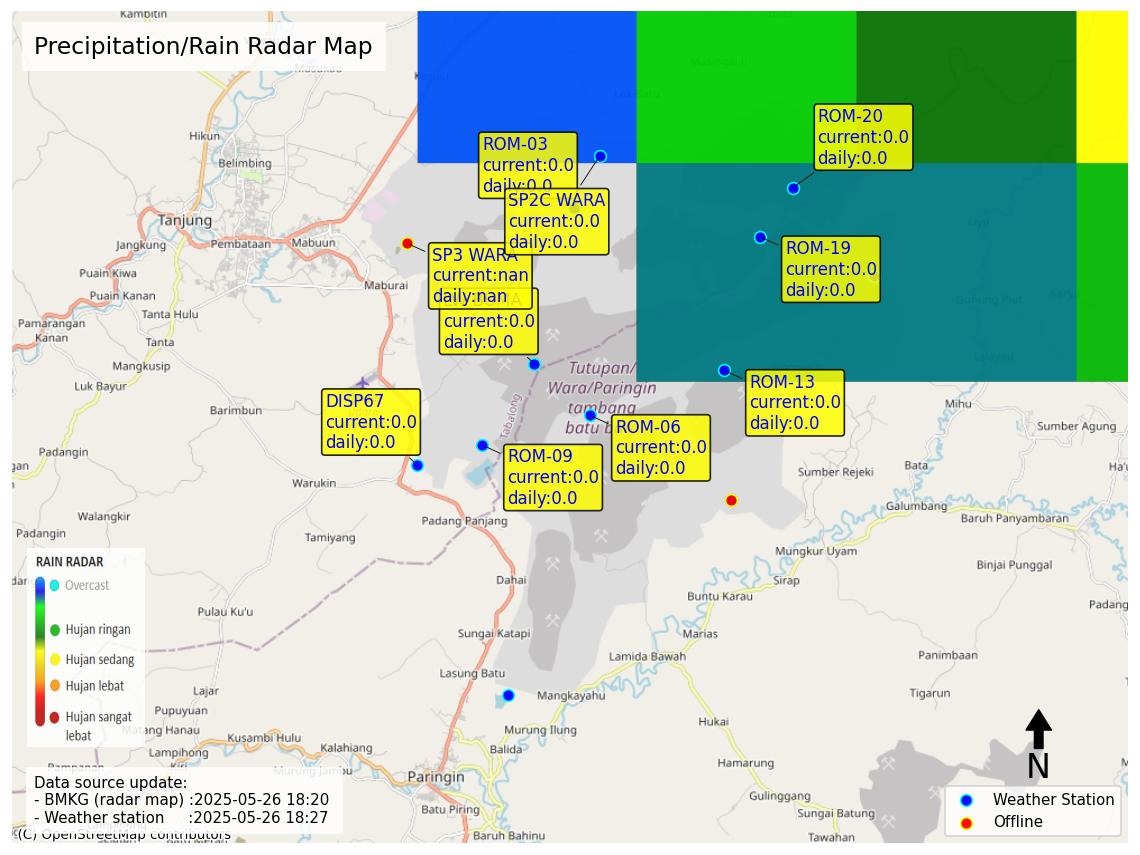 Kambitin
Precipitation/Rain Radar Map
Masukau
Masingai II
Hikun
Belimbing
ROM-03
current:0.0
daily:0.0
SP2C WARA
current:0.0
daily:0.0
ROM-20
current:0.0
daily:0.0
Tanjung
Jangkung
Pembataan
Mabuun
SP3 WARA
current:nan
daily:nan
ROM-19
current:0.0
daily:0.0
Puain Kiwa
Maburai
Puain Kanan
Tanta Hulu
current:0.0
daily:0.0
Pamarangan
Kanan
Tanta
Mangkusip
Luk Bayur
Tutupan/
Wara/Paringin
tambang
batu
Tabalong
ROM-13
current:0.0
daily:0.0
DISP67
current:0.0
daily:0.0
Barimbun
ROM-06
current:0.0
daily:0.0
Mihu
Sumber Agung
Padangin
ROM-09
current:0.0
daily:0.0
Bata
Sumber Rejeki
Warukin
Galumbang
Walangkir
Padang Panjang
Baruh Panyambaran
Padangin
Tamiyang
Mungkur Uyam
Binjai Punggal
RAIN RADAR
Overcast
Hujan ringan
Hujan sedang
Hujan lebat
Hujan sangat
lebat
Dahai
Sirap
Buntu Karau
Padang
Pulau Ku'u
Sungai Katapi
Marias
Lamida Bawah
Panimbaan
Lasung Batu
Lajar
Mangkayahu
Tigarun
Pupuyuan
Matang Hanau
Murung Ilung
Hukai
Kusambi Hulu
Lampihong
Kalahiang
Balida
Hamarung
Murung Jambu
Paringin
Gulinggang
Batu Piring
Sungai Batung
Baruh Bahinu
Tawahan
Data source update:
- BMKG (radar map) :2025-05-26 18:20
- Weather station :2025-05-26 18:27
(C) OpenStreetMap contributors
N
Weather Station
Offline